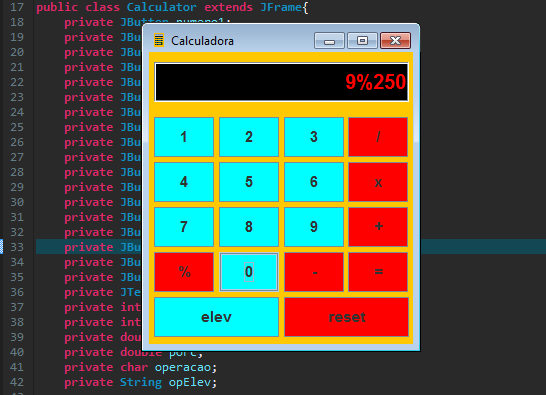 17 public class Calculator extends JFrame{
18 private JButton numero1;
19 private JBu
20 private JBu
21 private JBu
22 private JBu
23 private JBu
24 private JBu
25 private JBu
26 private JBu
27 private JBu
28 private JBu
29 private JBu
30 private JBu
31 private JBu
32 private JBu
33 private JBu
34 private JBu
35 private JBu
36 private JTe
37 private int
38 private int
39 private dou
40 private double porc;
41 private char operacao;
42 private String opElev;
Calculadora
9%250
1 2 3 /
4 5 6 x
7 8 9 +
% 0 - =
elev reset